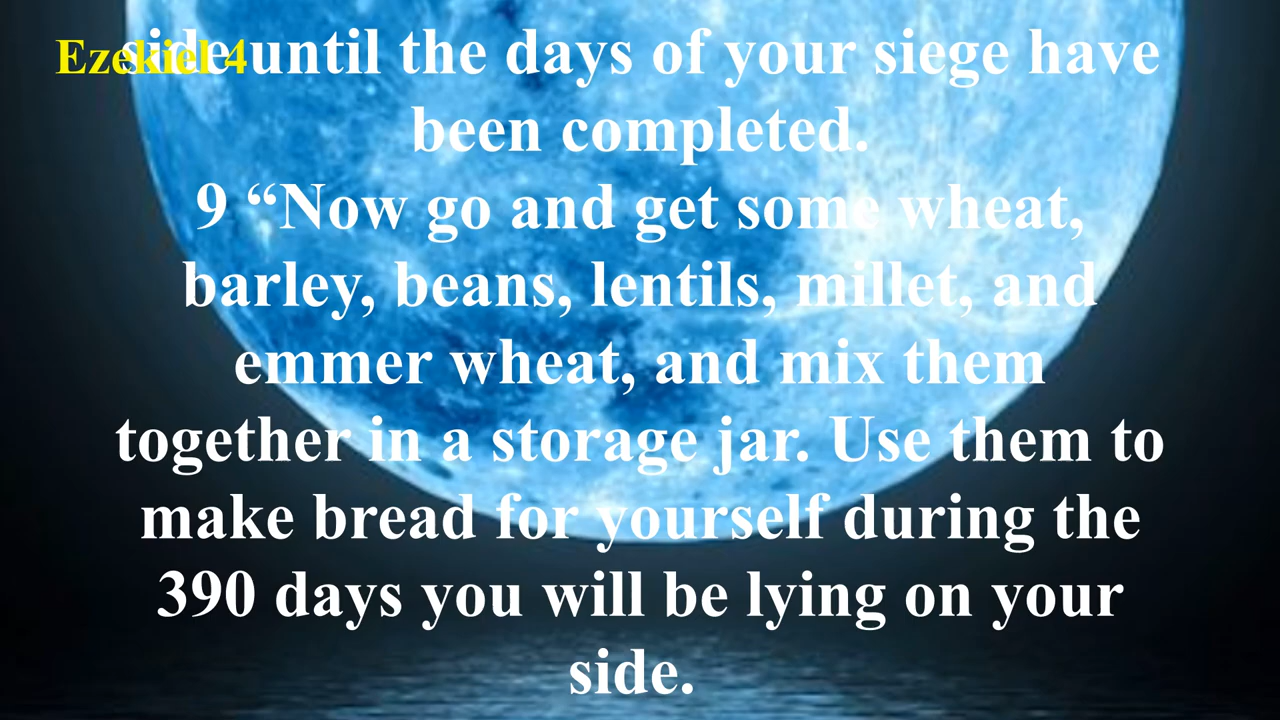 Ezekiel 4
side until the days of your siege have
been completed.
9 “Now go and get some wheat,
barley, beans, lentils, millet, and
emmer wheat, and mix them
together in a storage jar. Use them to
make bread for yourself during the
390 days you will be lying on your
side.